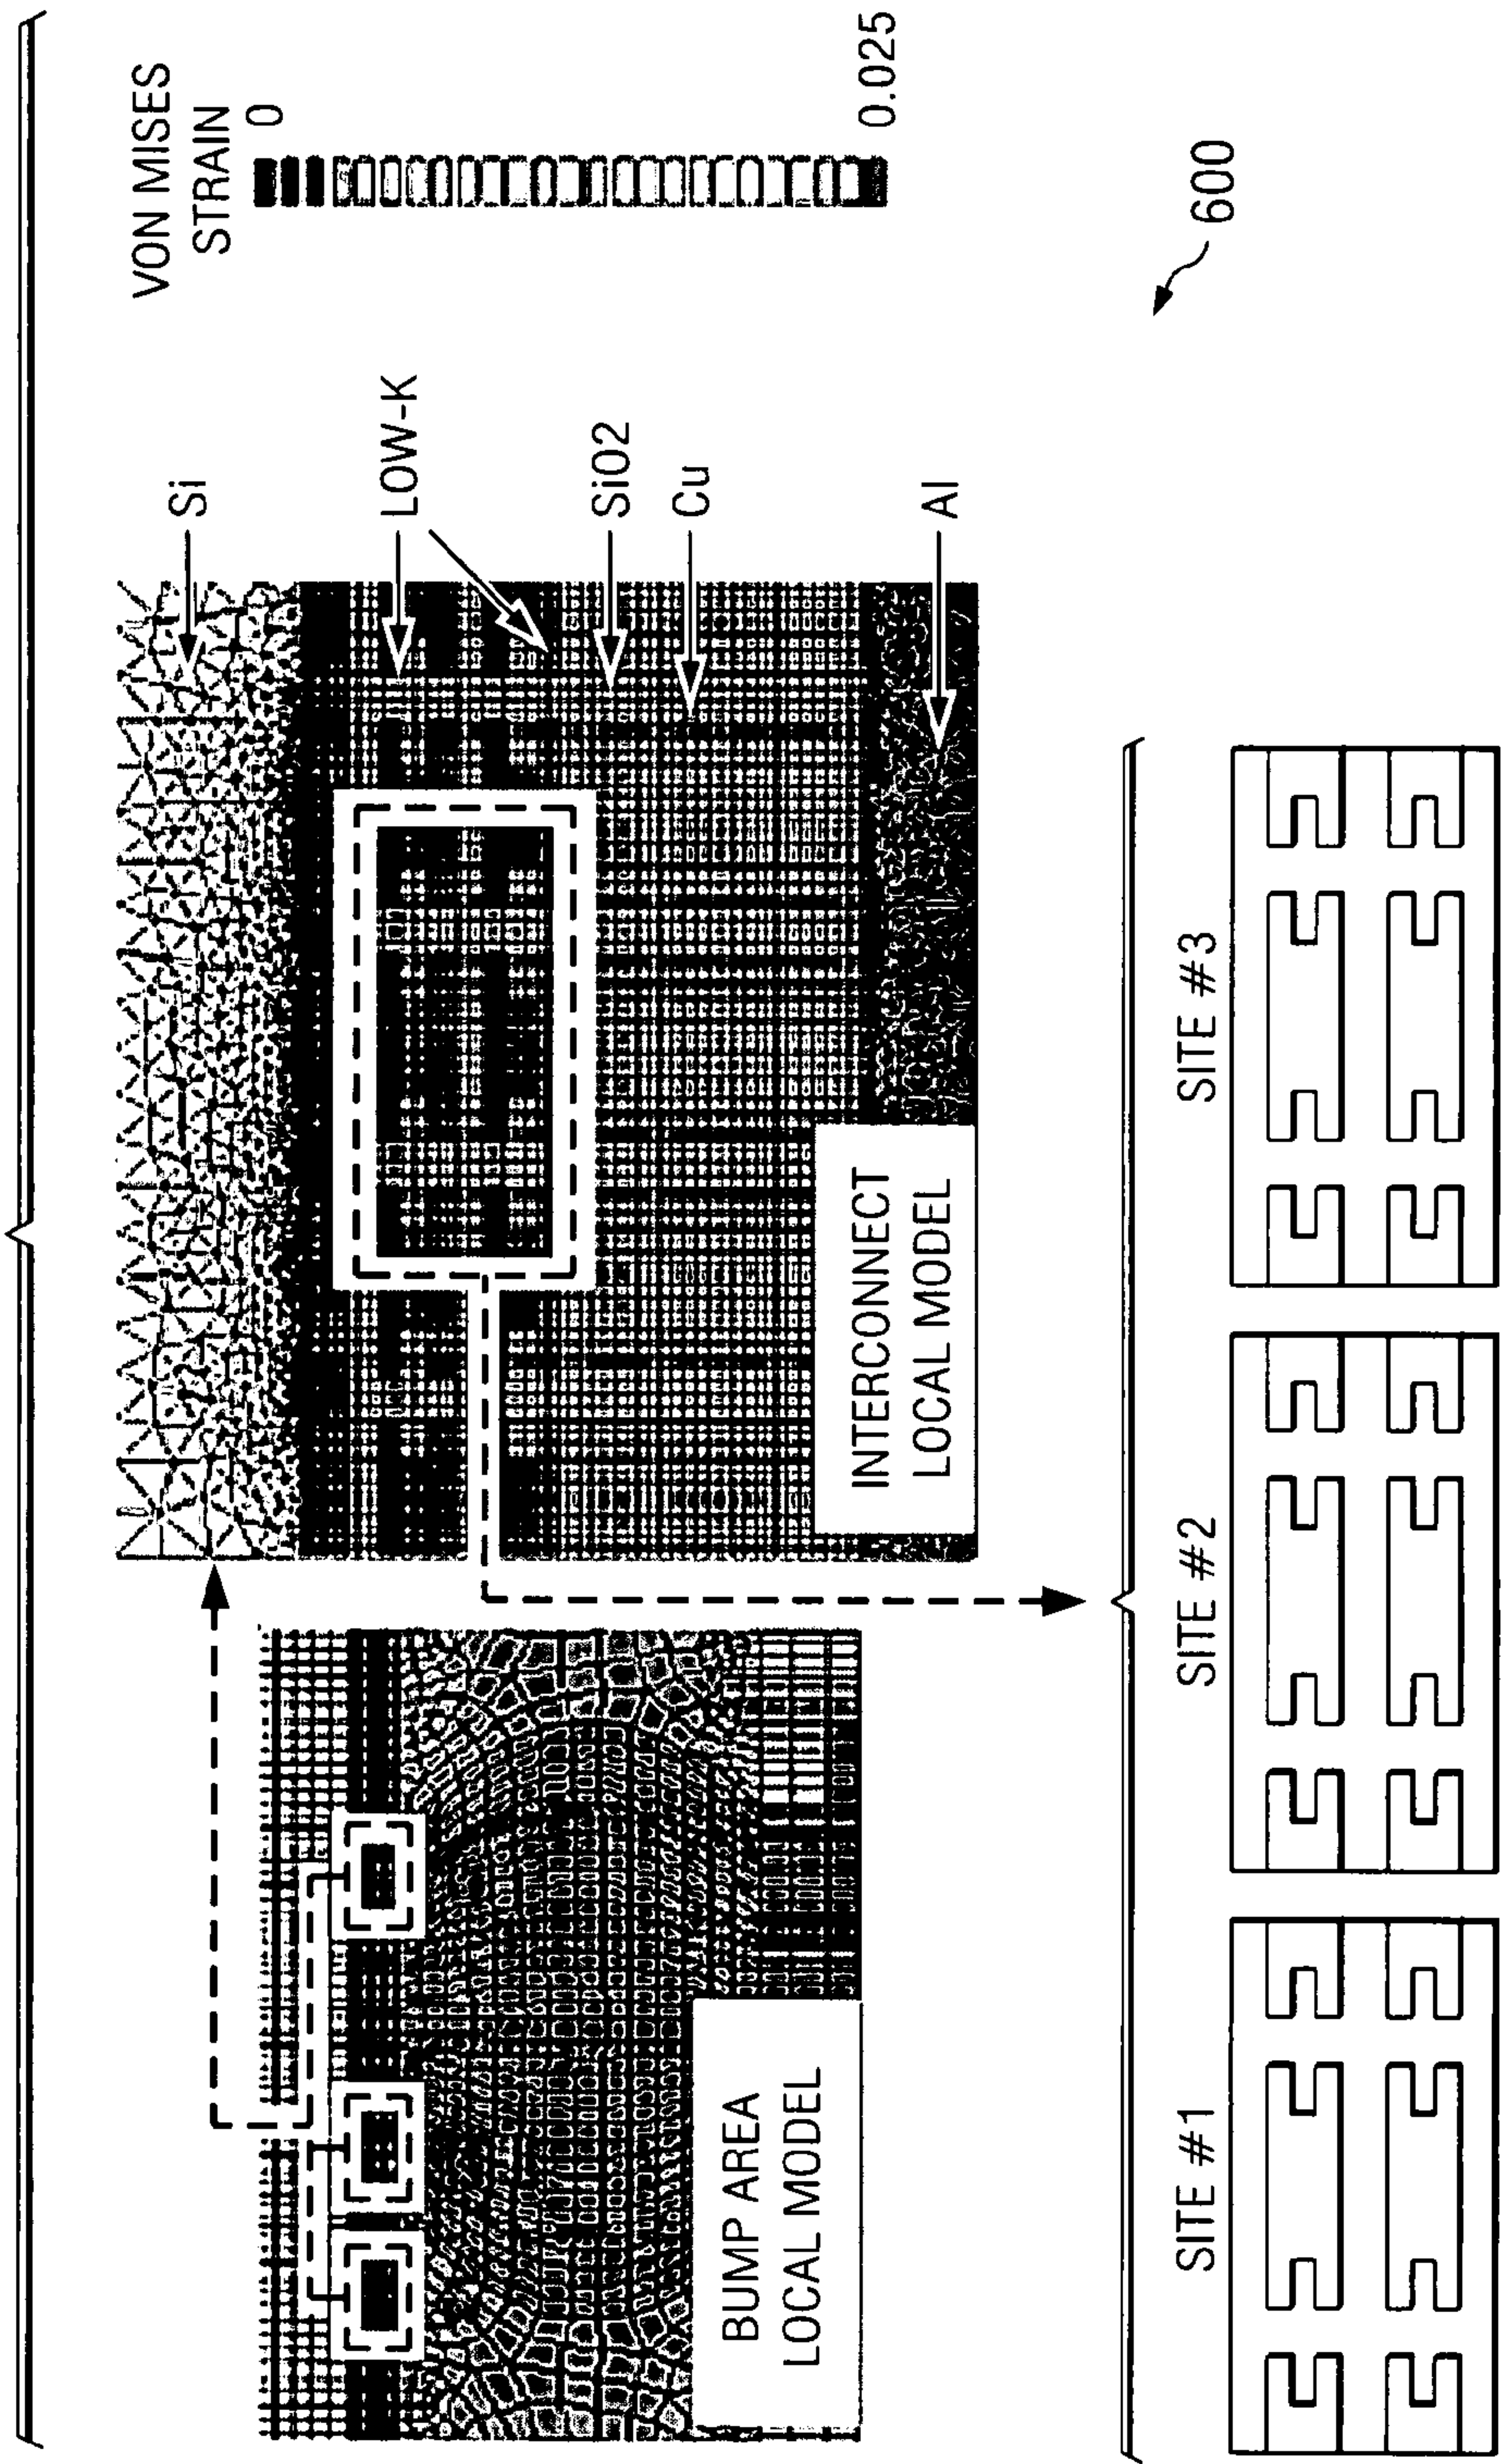 VON MISES
STRAIN
0
0.025
Si
LOW-K
SiO2
Cu
Al
BUMP AREA
LOCAL MODEL
INTERCONNECT
LOCAL MODEL
600
SITE #1
SITE #2
SITE #3